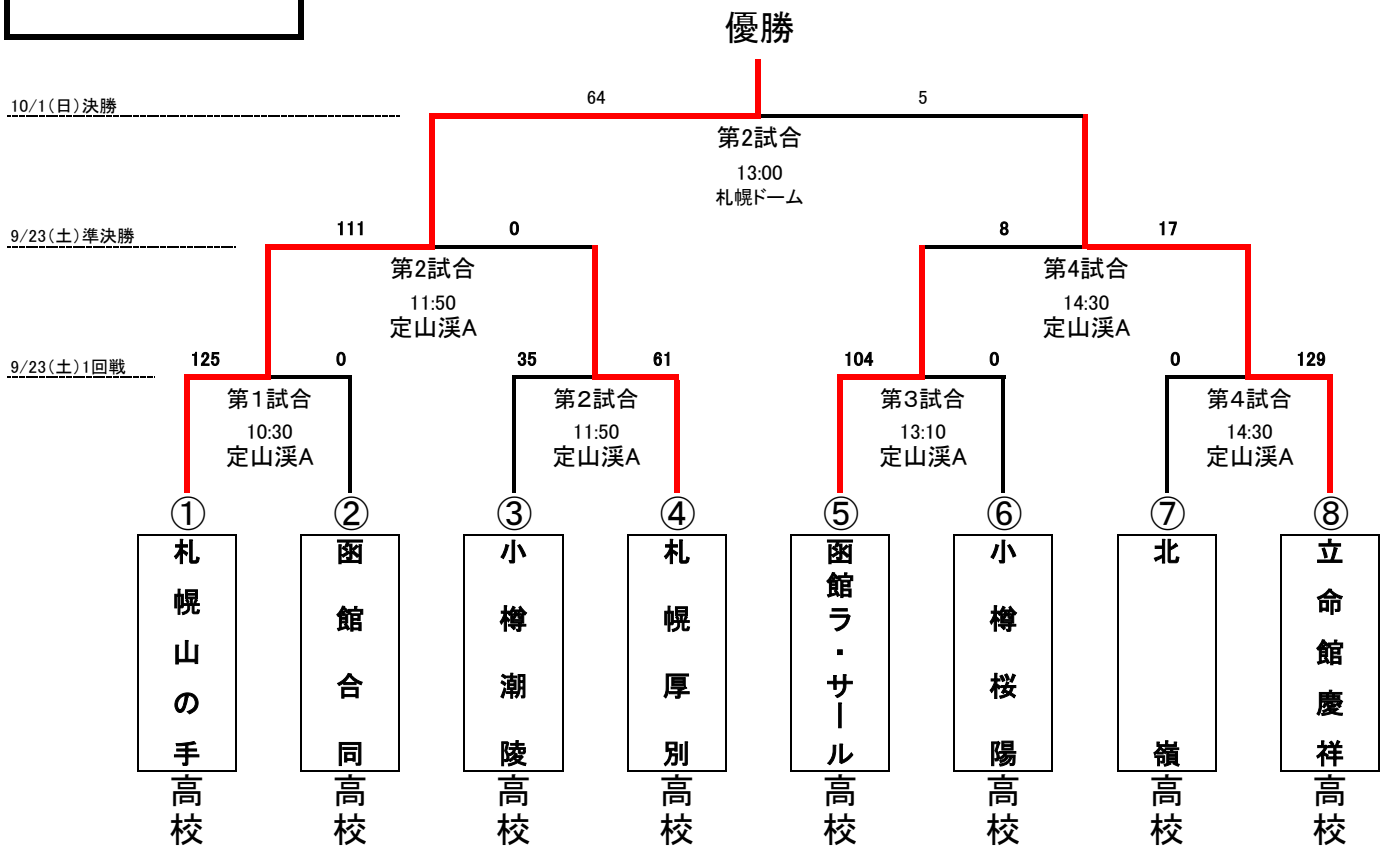 優勝
10/1(日)決勝
64
5
第2試合
13:00
札幌ドーム
9/23(土)準決勝
111
0
8
17
第2試合
11:50
定山渓A
第4試合
14:30
定山渓A
9/23(土)1回戦
125
0
35
61
104
0
0
129
第1試合
10:30
定山渓A
第2試合
11:50
定山渓A
第3試合
13:10
定山渓A
第4試合
14:30
定山渓A
①
札幌山の手高校
②
函館合同高校
③
小樽潮陵高校
④
札幌厚別高校
⑤
函館ラ・サール高校
⑥
小樽桜陽高校
⑦
北嶺高校
⑧
立命館慶祥高校